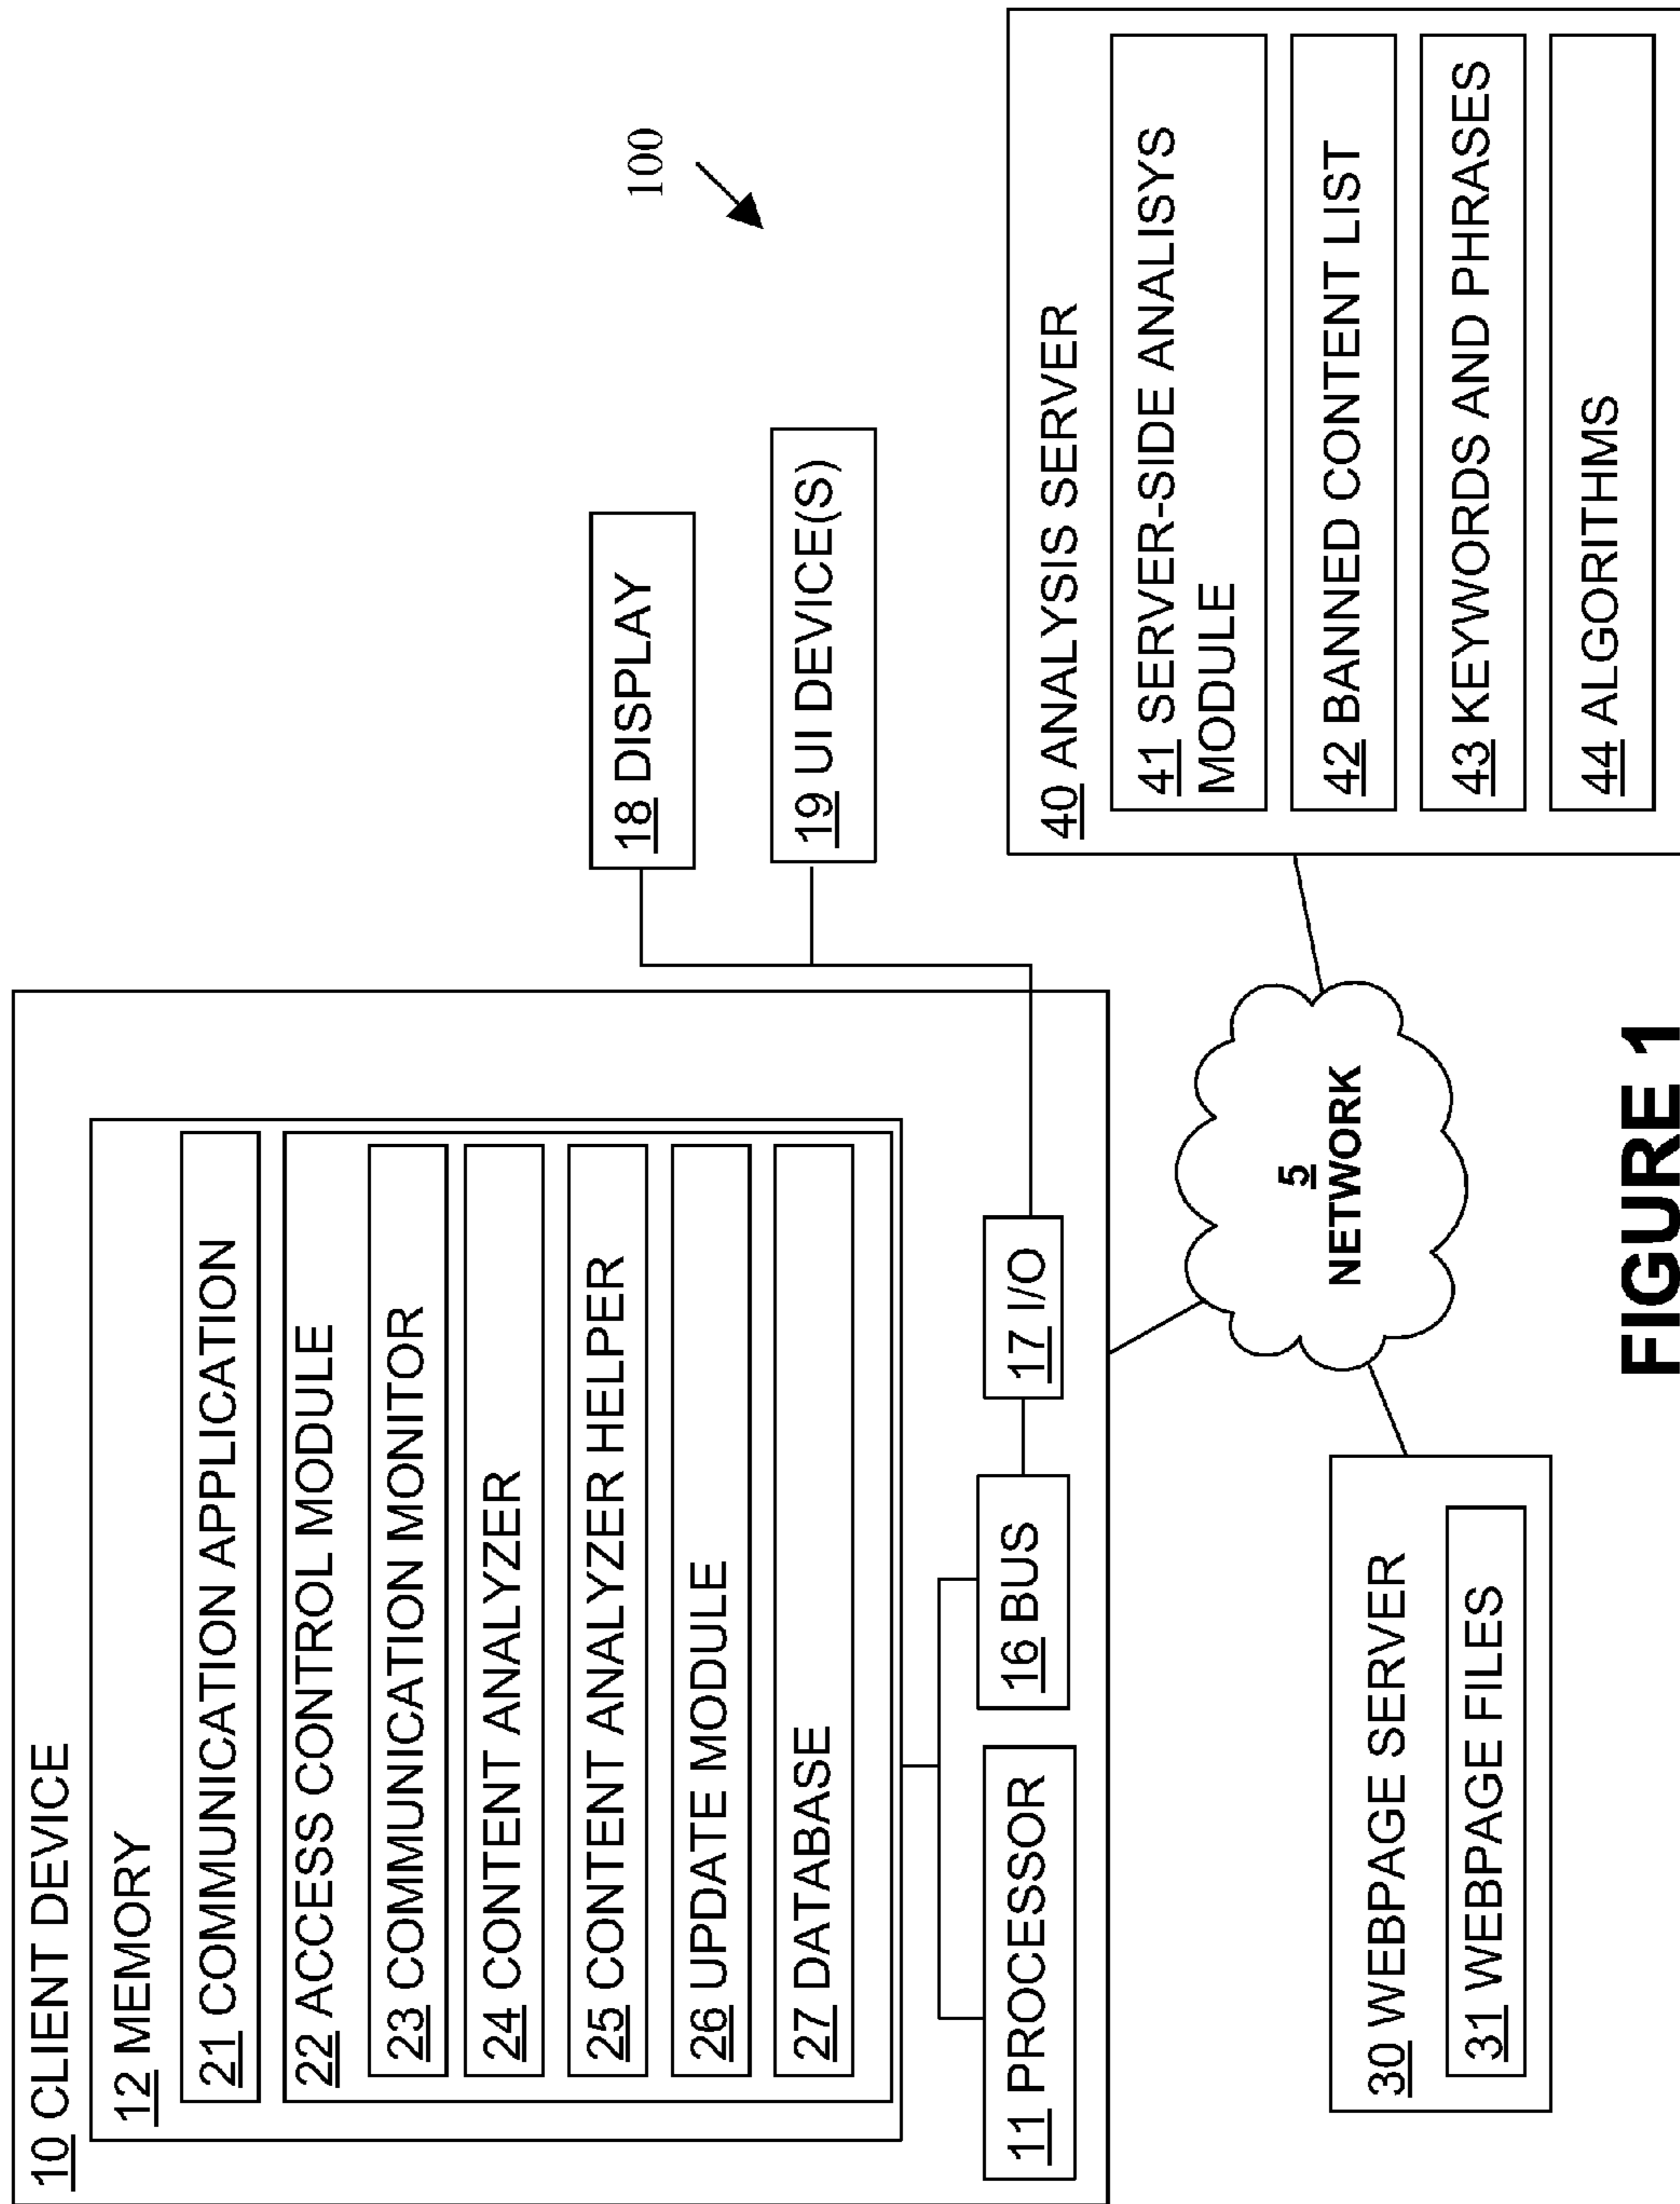 10 CLIENT DEVICE
12 MEMORY
21 COMMUNICATION APPLICATION
22 ACCESS CONTROL MODULE
23 COMMUNICATION MONITOR
24 CONTENT ANALYZER
25 CONTENT ANALYZER HELPER
26 UPDATE MODULE
27 DATABASE
11 PROCESSOR
16 BUS
17 I/O
18 DISPLAY
19 UI DEVICE(S)
100
5
NETWORK
30 WEBPAGE SERVER
31 WEBPAGE FILES
40 ANALYSIS SERVER
41 SERVER-SIDE ANALISYS
MODULE
42 BANNED CONTENT LIST
43 KEYWORDS AND PHRASES
44 ALGORITHMS
FIGURE 1